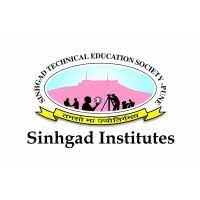 SINHGAD TECHNICAL EDUCATION SOCIETY - PUNE
तमसो मा ज्योतिर्गमय
Sinhgad Institutes